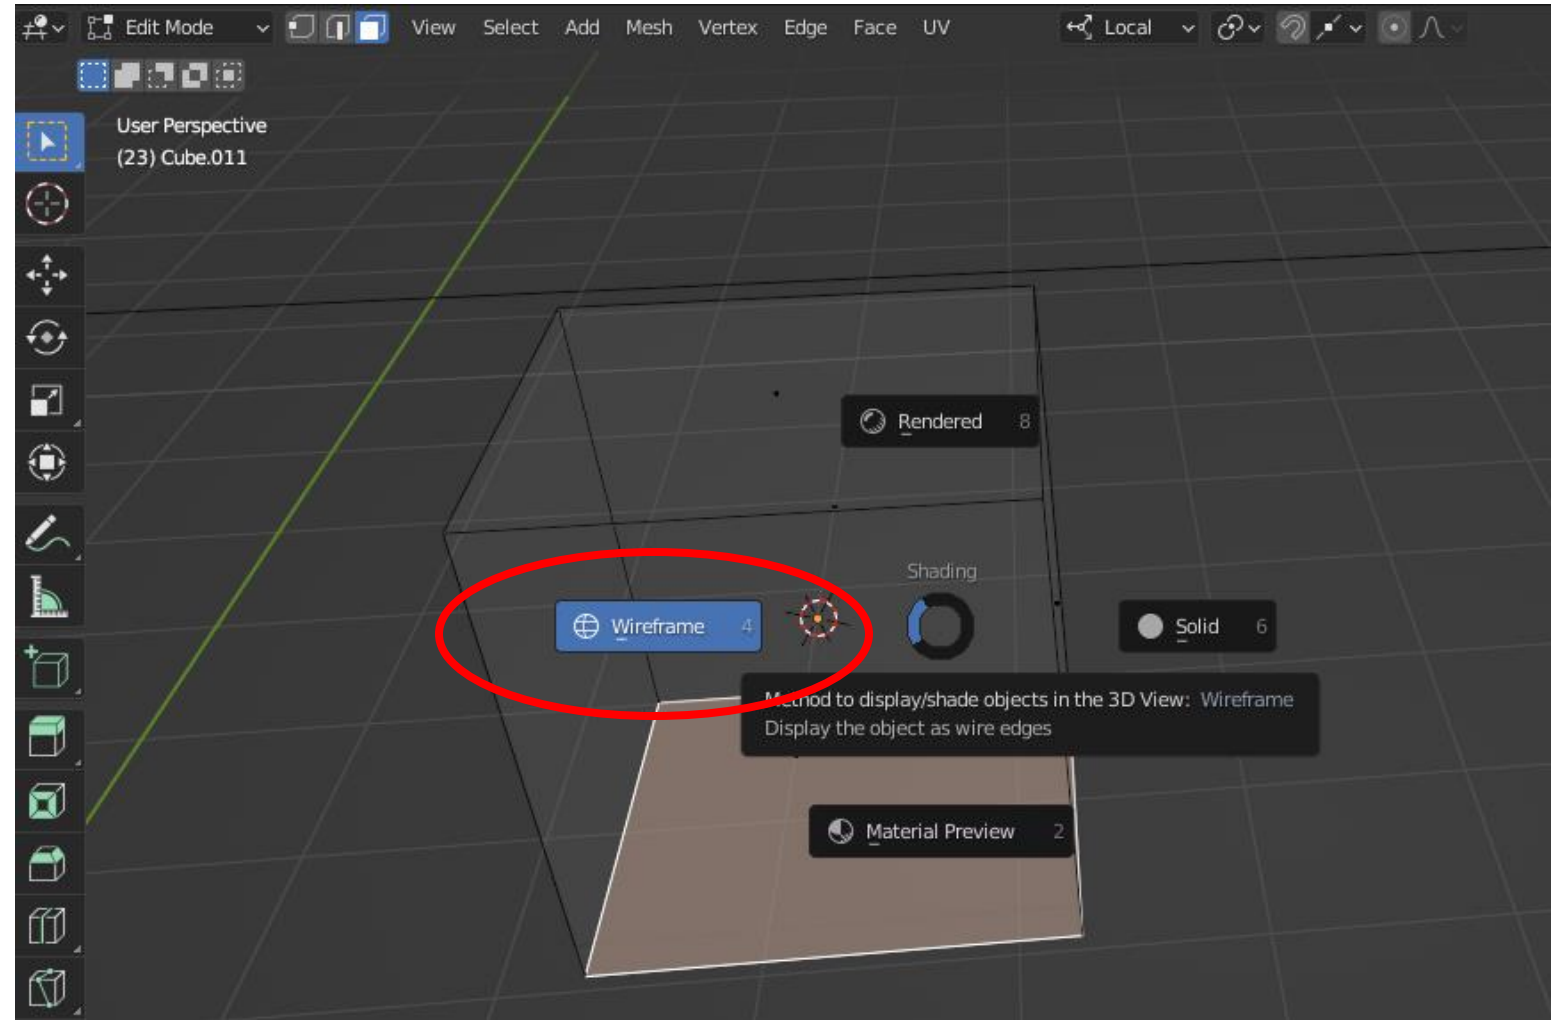 Edit Mode View Select Add Mesh Vertex Edge Face UV Local
User Perspective
(23) Cube.011
Rendered 8
Shading
Wireframe 4
Solid 6
Method to display/shade objects in the 3D View: Wireframe
Display the object as wire edges
Material Preview 2